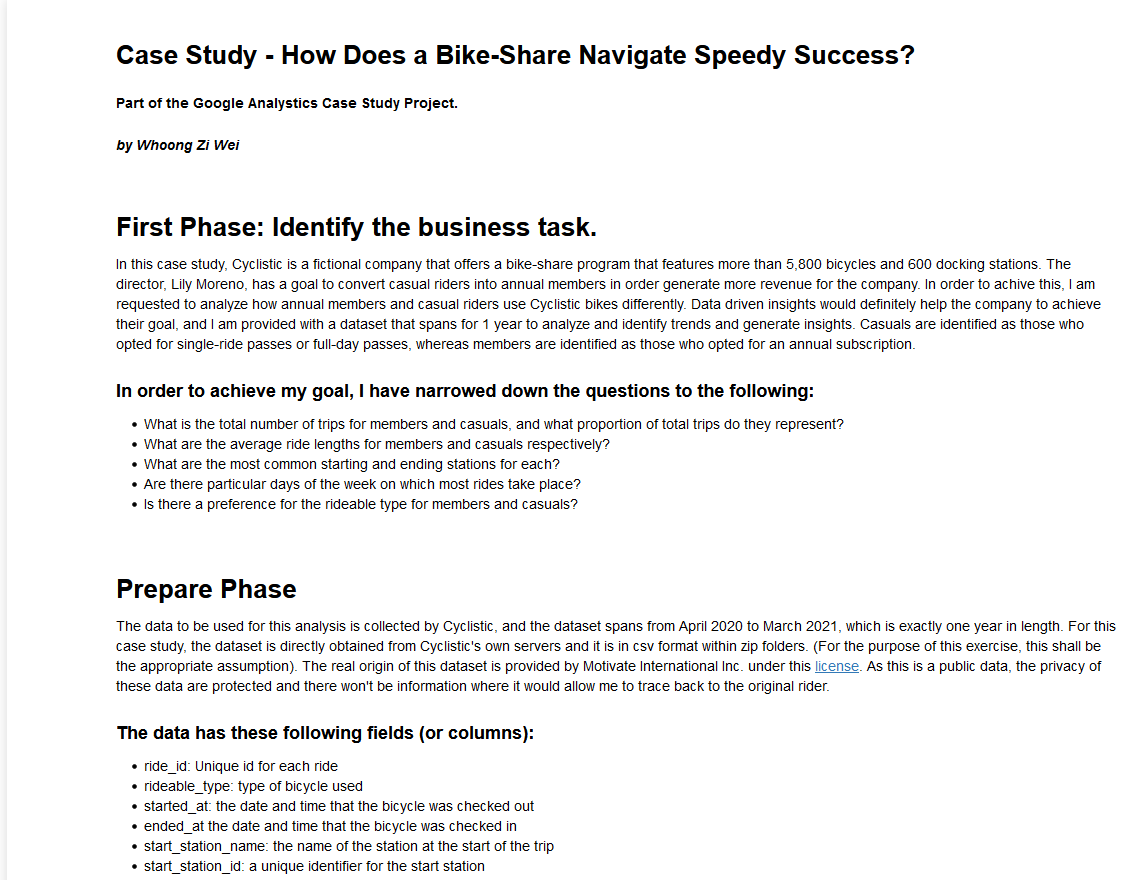 Case Study - How Does a Bike-Share Navigate Speedy Success?
Part of the Google Analystics Case Study Project.
by Whoong Zi Wei
First Phase: Identify the business task.
In this case study, Cyclistic is a fictional company that offers a bike-share program that features more than 5,800 bicycles and 600 docking stations. The
director, Lily Moreno, has a goal to convert casual riders into annual members in order generate more revenue for the company. In order to achive this, I am
requested to analyze how annual members and casual riders use Cyclistic bikes differently. Data driven insights would definitely help the company to achieve
their goal, and I am provided with a dataset that spans for 1 year to analyze and identify trends and generate insights. Casuals are identified as those who
opted for single-ride passes or full-day passes, whereas members are identified as those who opted for an annual subscription.
In order to achieve my goal, I have narrowed down the questions to the following:
• What is the total number of trips for members and casuals, and what proportion of total trips do they represent?
• What are the average ride lengths for members and casuals respectively?
• What are the most common starting and ending stations for each?
• Are there particular days of the week on which most rides take place?
• Is there a preference for the rideable type for members and casuals?
Prepare Phase
The data to be used for this analysis is collected by Cyclistic, and the dataset spans from April 2020 to March 2021, which is exactly one year in length. For this
case study, the dataset is directly obtained from Cyclistic's own servers and it is in csv format within zip folders. (For the purpose of this exercise, this shall be
the appropriate assumption). The real origin of this dataset is provided by Motivate International Inc. under this license. As this is a public data, the privacy of
these data are protected and there won't be information where it would allow me to trace back to the original rider.
The data has these following fields (or columns):
• ride_id: Unique id for each ride
• rideable_type: type of bicycle used
• started_at: the date and time that the bicycle was checked out
• ended_at the date and time that the bicycle was checked in
• start_station_name: the name of the station at the start of the trip
• start_station_id: a unique identifier for the start station